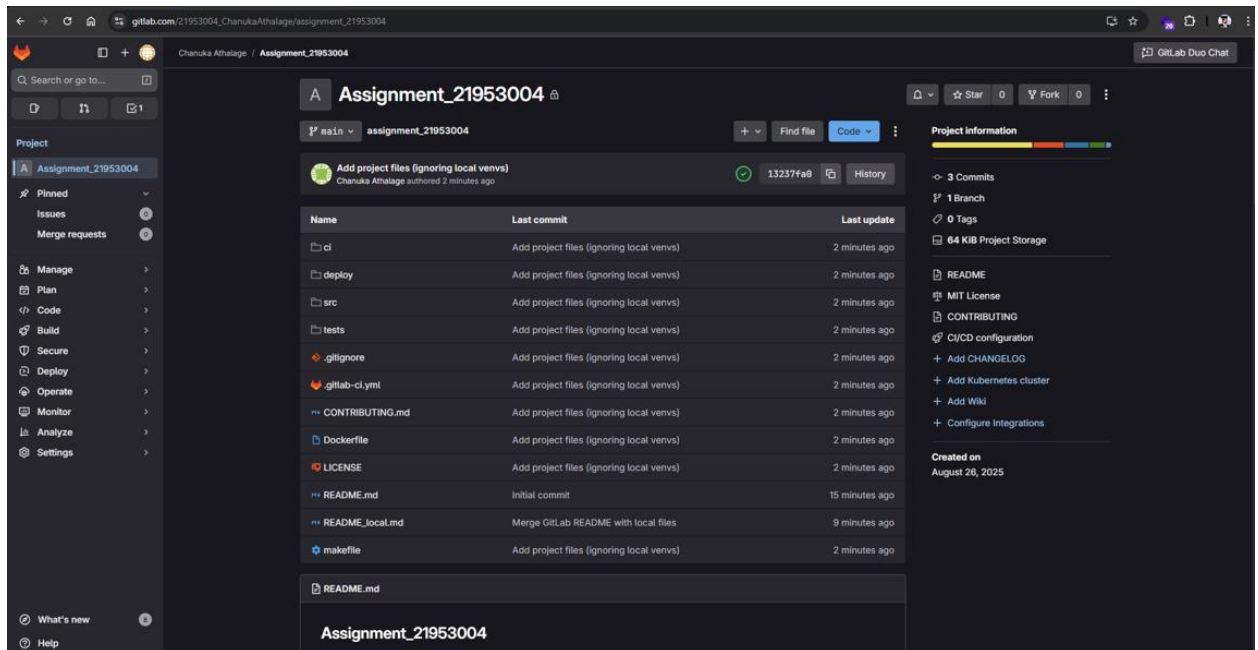 gitlab.com/21953004_ChanukaAthalage/assignment_21953004
20
Chanuka Athalage / Assignment_21953004
GitLab Duo Chat
Search or go to...
1
Project
A Assignment_21953004
Pinned
Issues 0
Merge requests 0
Manage
Plan
Code
Build
Secure
Deploy
Operate
Monitor
Analyze
Settings
What's new 8
Help
A Assignment_21953004
Star 0 Fork 0
main assignment_21953004
Find file Code
Add project files (ignoring local venvs)
Chanuka Athalage authored 2 minutes ago
13237fa0 History
Name Last commit Last update
ci Add project files (ignoring local venvs) 2 minutes ago
deploy Add project files (ignoring local venvs) 2 minutes ago
src Add project files (ignoring local venvs) 2 minutes ago
tests Add project files (ignoring local venvs) 2 minutes ago
.gitignore Add project files (ignoring local venvs) 2 minutes ago
.gitlab-ci.yml Add project files (ignoring local venvs) 2 minutes ago
CONTRIBUTING.md Add project files (ignoring local venvs) 2 minutes ago
Dockerfile Add project files (ignoring local venvs) 2 minutes ago
LICENSE Add project files (ignoring local venvs) 2 minutes ago
README.md Initial commit 15 minutes ago
README_local.md Merge GitLab README with local files 9 minutes ago
makefile Add project files (ignoring local venvs) 2 minutes ago
README.md
Assignment_21953004
Project information
3 Commits
1 Branch
0 Tags
64 KiB Project Storage
README
MIT License
CONTRIBUTING
CI/CD configuration
+ Add CHANGELOG
+ Add Kubernetes cluster
+ Add Wiki
+ Configure Integrations
Created on
August 26, 2025